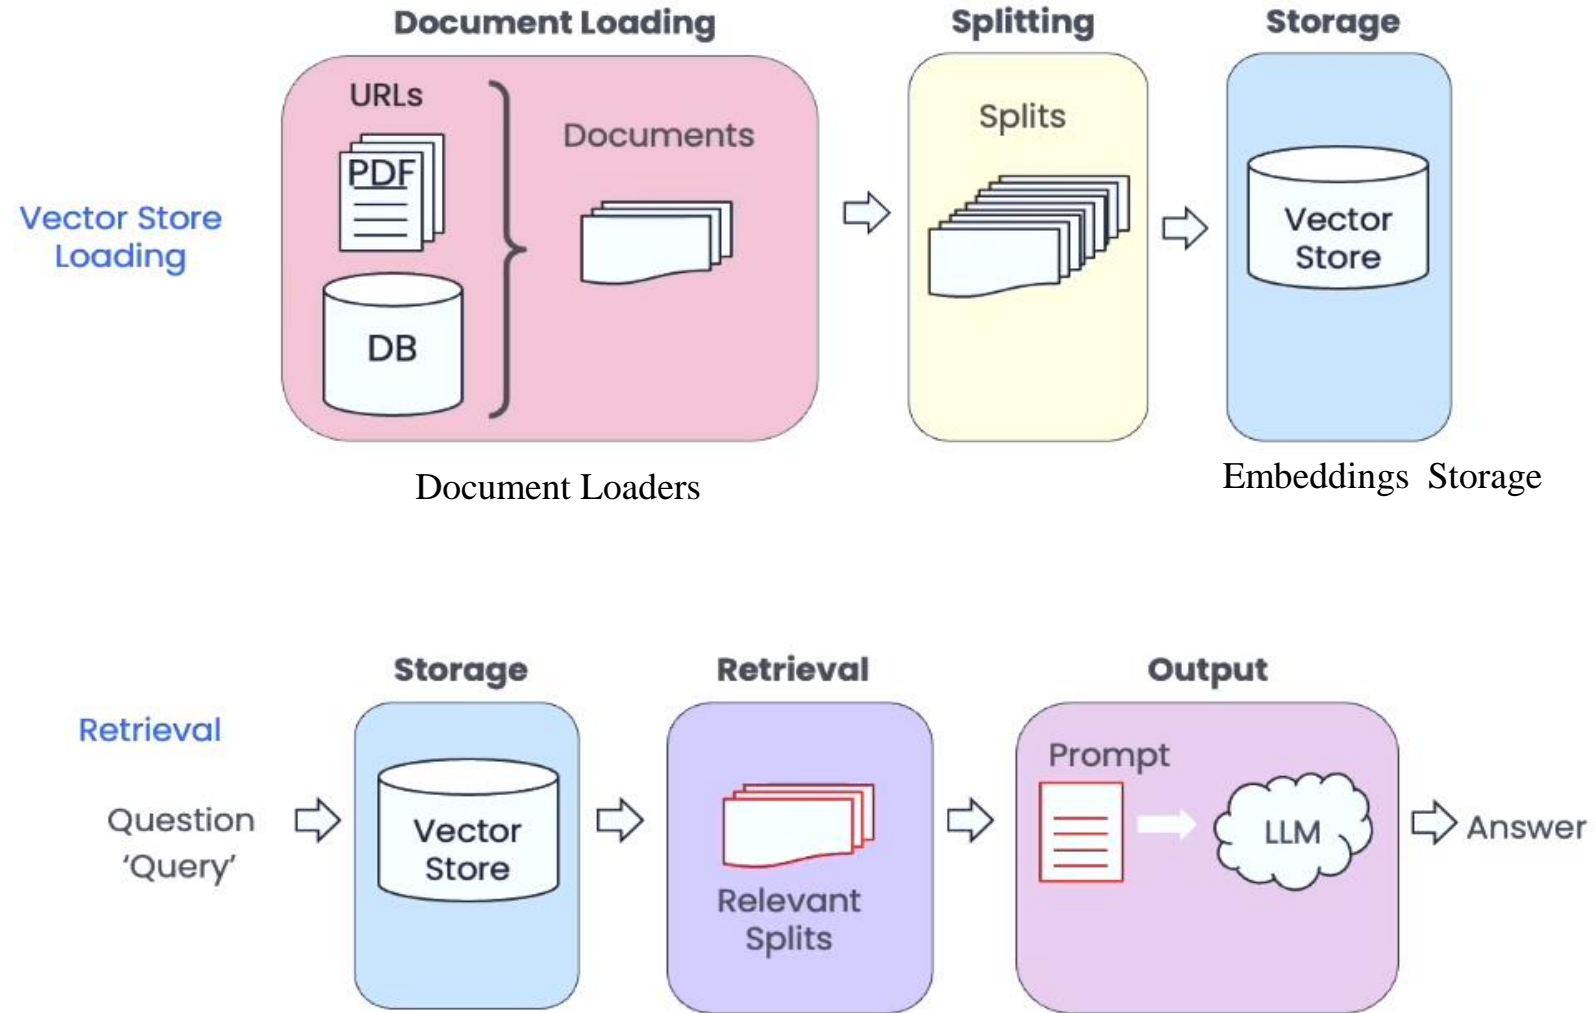 Document Loading
Splitting
Storage
Vector Store
Loading
URLs
PDF
DB
Documents
Splits
Vector
Store
Document Loaders
Embeddings Storage
Storage
Retrieval
Output
Retrieval
Question
‘Query’
Vector
Store
Relevant
Splits
Prompt
LLM
Answer